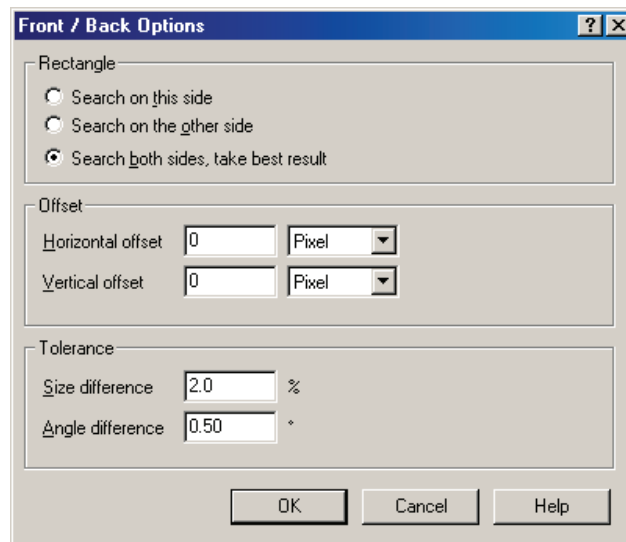 Front / Back Options
Rectangle
Search on this side
Search on the other side
Search both sides, take best result
Offset
Horizontal offset 0 Pixel
Vertical offset 0 Pixel
Tolerance
Size difference 2.0 %
Angle difference 0.50 °
OK Cancel Help